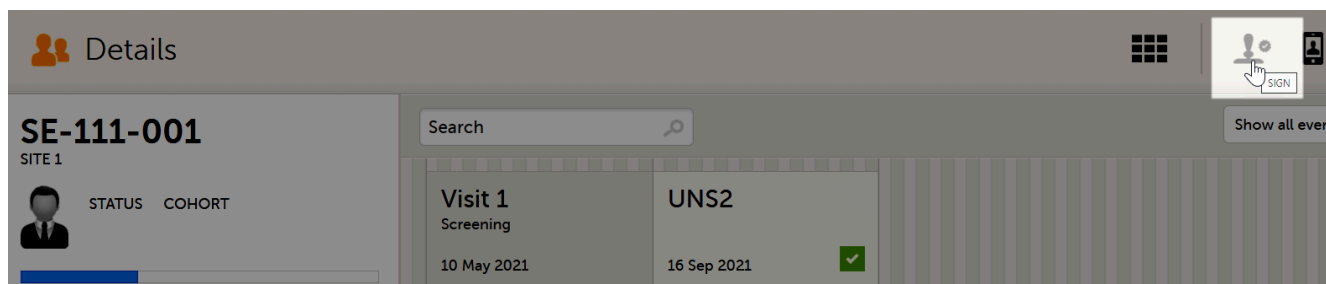 Details
SIGN
SE-111-001
SITE 1
STATUS COHORT
Search
Show all ever
Visit 1
Screening
10 May 2021
UNS2
16 Sep 2021